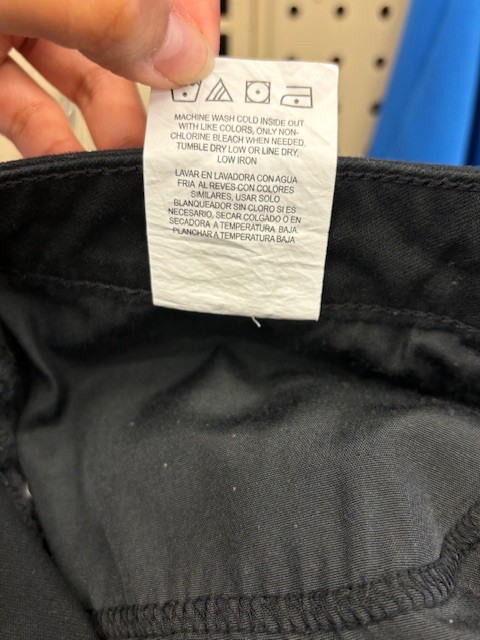 MACHINE WASH COLD INSIDE OUT
WITH LIKE COLORS, ONLY NON-
CHLORINE BLEACH WHEN NEEDED,
TUMBLE DRY LOW OR LINE DRY,
LOW IRON
LAVAR EN LAVADORA CON AGUA
FRIA AL REVES CON COLORES
SIMILARES, USAR SOLO
BLANQUEADOR SIN CLORO SI ES
NECESARIO, SECAR COLGADO O EN
SECADORA A TEMPERATURA BAJA
PLANCHAR A TEMPERATURA BAJA